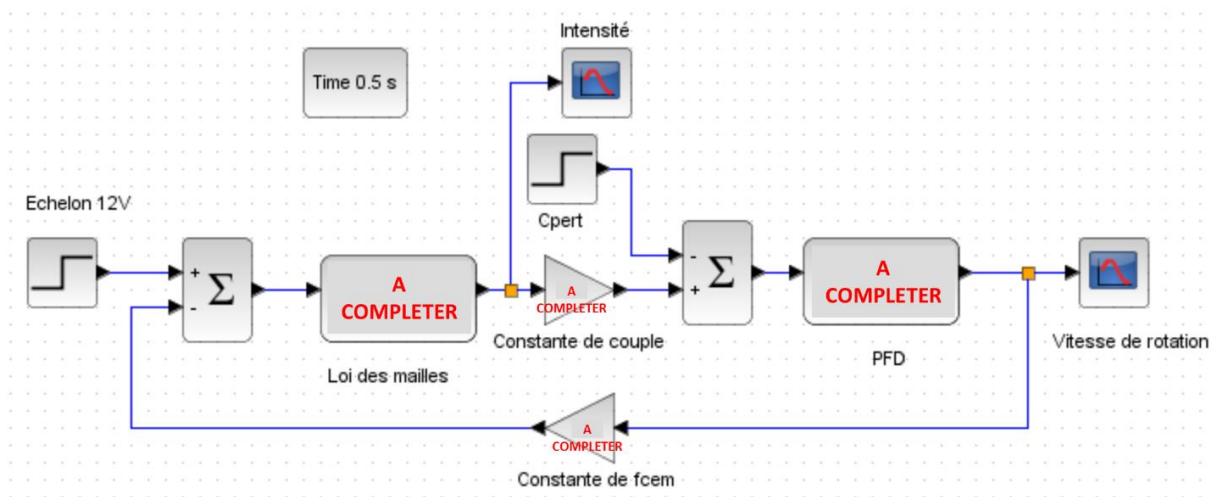 Intensité
Time 0.5 s
Echelon 12V
Cpert
+
-
Σ
A
COMPLETER
Loi des mailles
A
COMPLETER
Constante de couple
-
+
Σ
A
COMPLETER
PFD
Vitesse de rotation
A
COMPLETER
Constante de fcem